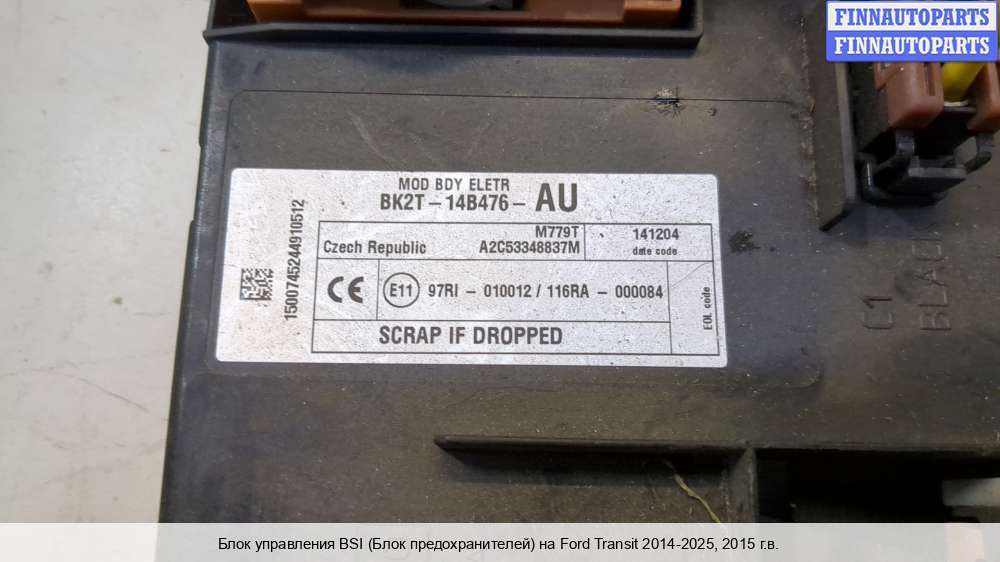 FINNAUTOPARTS
FINNAUTOPARTS
MOD BDY ELETR
BK2T-14B476-AU
M779T
141204
Czech Republic
A2C53348837M
date code
1500745244910512
CE
E11
97RI - 010012 / 116RA - 000084
EOL code
SCRAP IF DROPPED
C1
Блок управления BSI (Блок предохранителей) на Ford Transit 2014-2025, 2015 г.в.